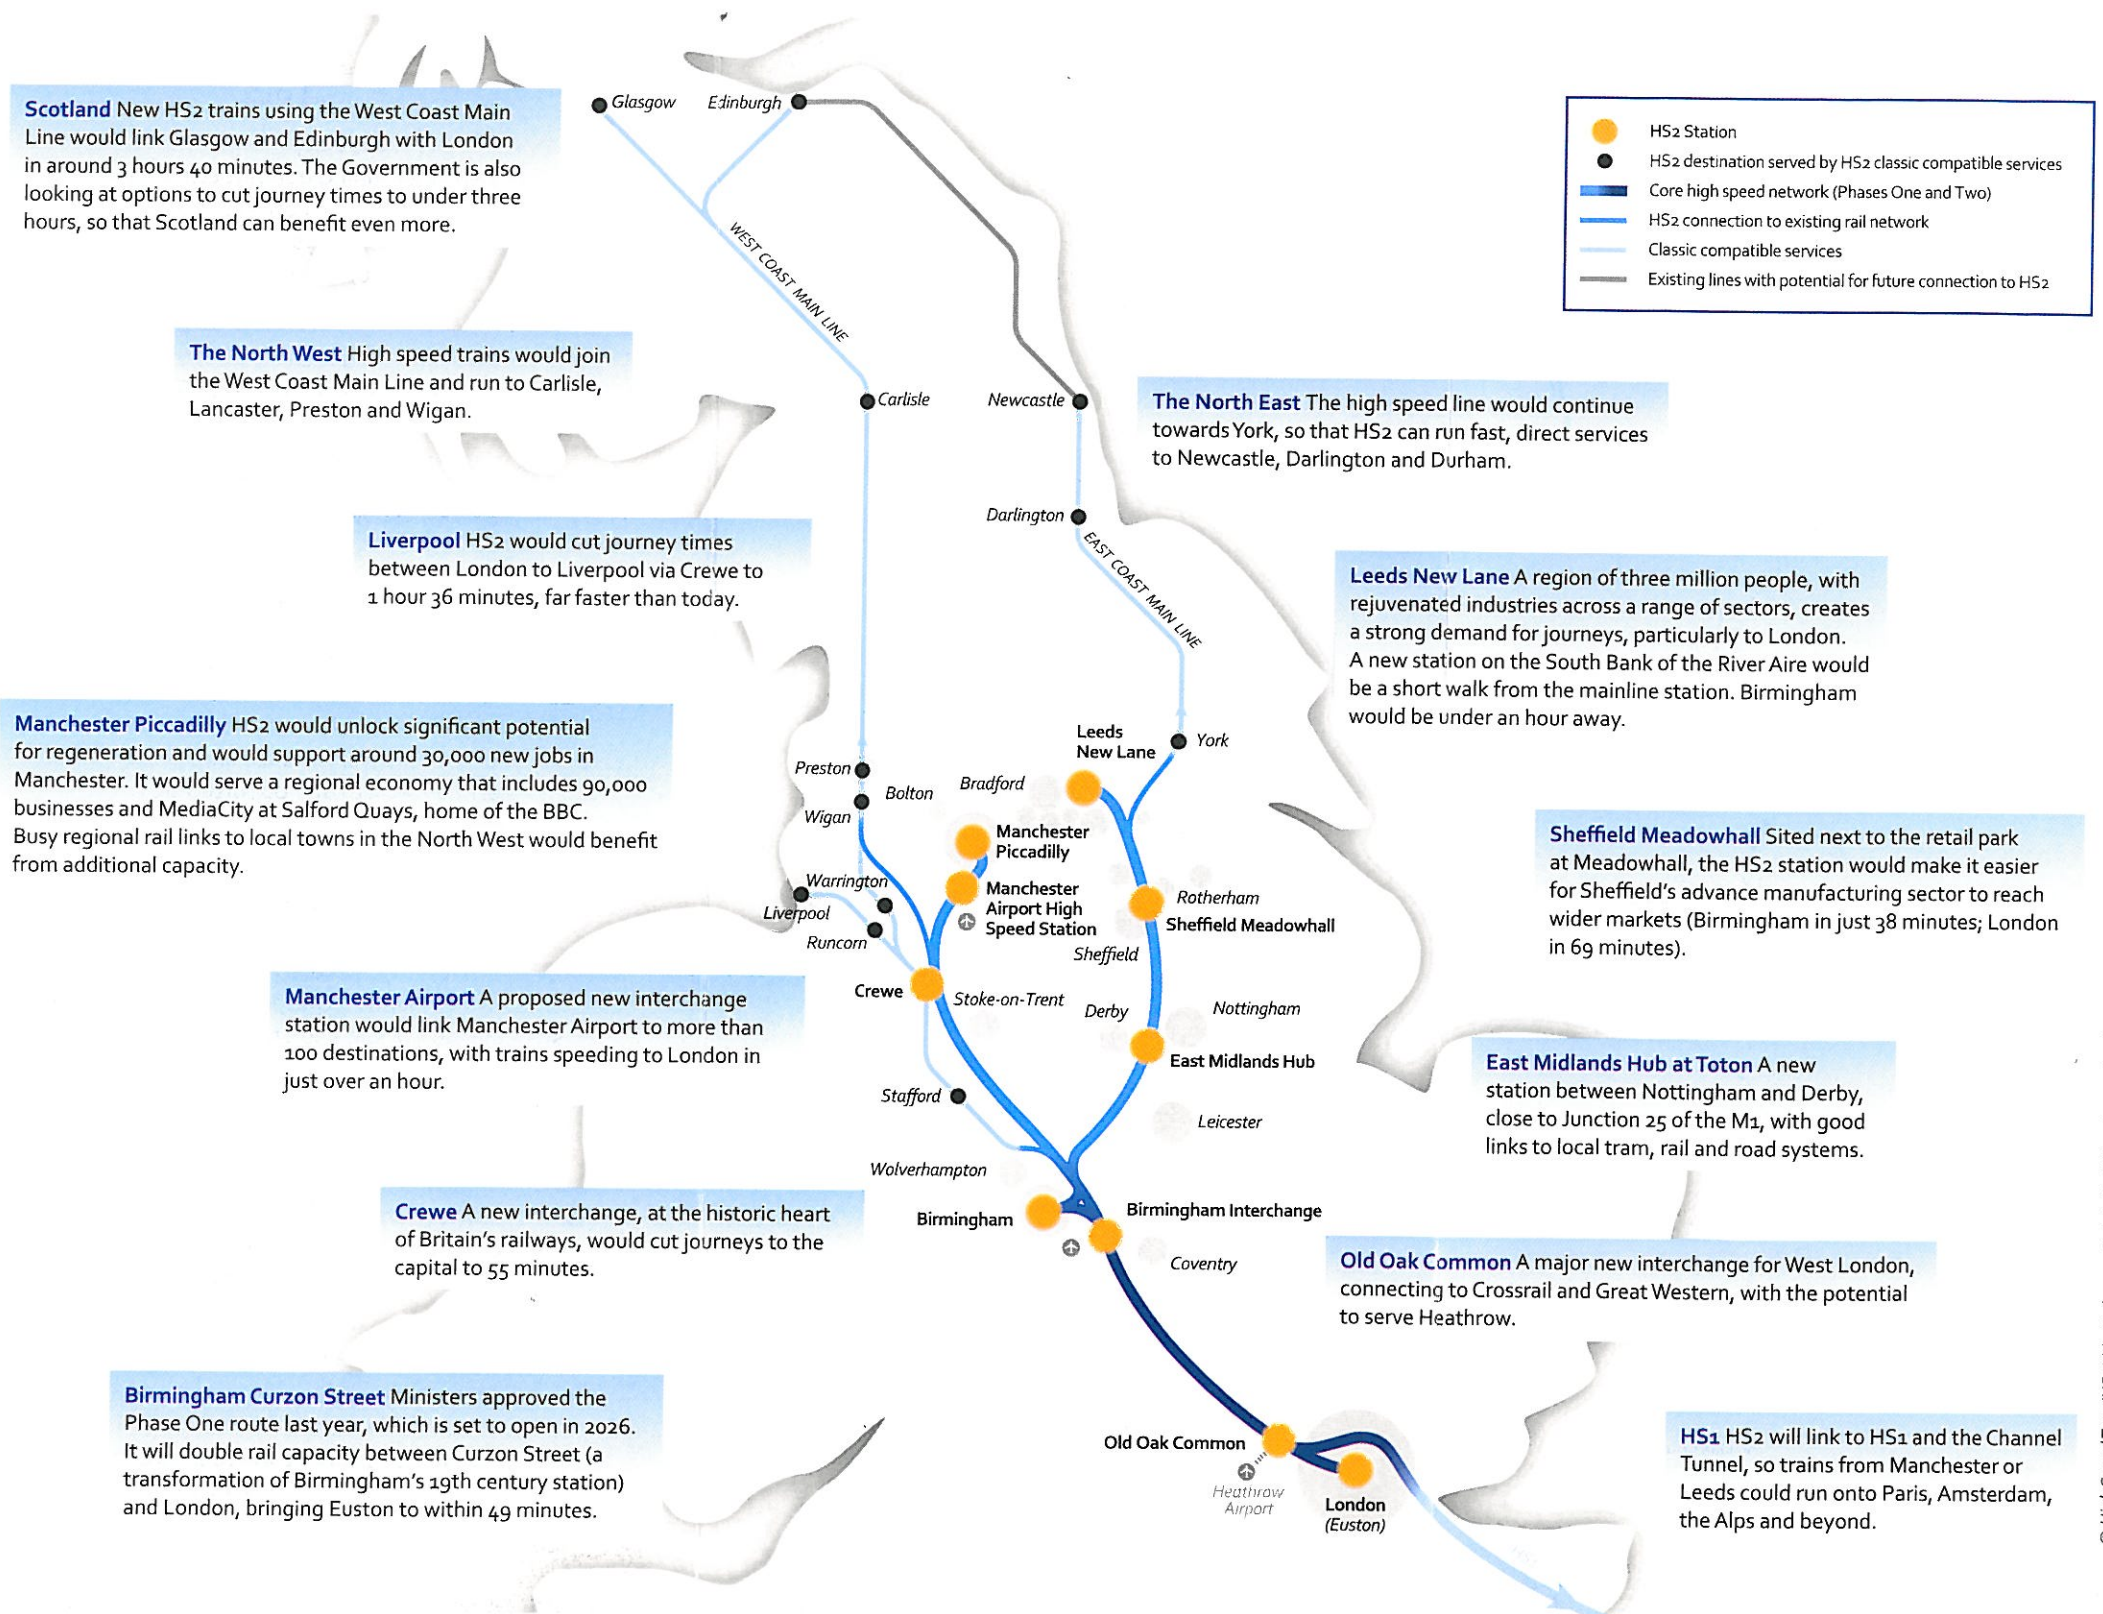 Scotland New HS2 trains using the West Coast Main
Line would link Glasgow and Edinburgh with London
in around 3 hours 40 minutes. The Government is also
looking at options to cut journey times to under three
hours, so that Scotland can benefit even more.
Glasgow
Edinburgh
HS2 Station
HS2 destination served by HS2 classic compatible services
Core high speed network (Phases One and Two)
HS2 connection to existing rail network
Classic compatible services
Existing lines with potential for future connection to HS2
WEST COAST MAIN LINE
The North West High speed trains would join
the West Coast Main Line and run to Carlisle,
Lancaster, Preston and Wigan.
Carlisle
Newcastle
The North East The high speed line would continue
towards York, so that HS2 can run fast, direct services
to Newcastle, Darlington and Durham.
Darlington
EAST COAST MAIN LINE
Liverpool HS2 would cut journey times
between London to Liverpool via Crewe to
1 hour 36 minutes, far faster than today.
Leeds New Lane A region of three million people, with
rejuvenated industries across a range of sectors, creates
a strong demand for journeys, particularly to London.
A new station on the South Bank of the River Aire would
be a short walk from the mainline station. Birmingham
would be under an hour away.
Manchester Piccadilly HS2 would unlock significant potential
for regeneration and would support around 30,000 new jobs in
Manchester. It would serve a regional economy that includes 90,000
businesses and MediaCity at Salford Quays, home of the BBC.
Busy regional rail links to local towns in the North West would benefit
from additional capacity.
Leeds
New Lane
York
Preston
Bradford
Bolton
Wigan
Manchester
Piccadilly
Warrington
Liverpool
Runcorn
Manchester
Airport High
Speed Station
Rotherham
Sheffield Meadowhall
Sheffield
Sheffield Meadowhall Sited next to the retail park
at Meadowhall, the HS2 station would make it easier
for Sheffield's advance manufacturing sector to reach
wider markets (Birmingham in just 38 minutes; London
in 69 minutes).
Crewe
Stoke-on-Trent
Derby
Nottingham
East Midlands Hub
Manchester Airport A proposed new interchange
station would link Manchester Airport to more than
100 destinations, with trains speeding to London in
just over an hour.
East Midlands Hub at Toton A new
station between Nottingham and Derby,
close to Junction 25 of the M1, with good
links to local tram, rail and road systems.
Stafford
Leicester
Wolverhampton
Birmingham
Birmingham Interchange
Coventry
Crewe A new interchange, at the historic heart
of Britain's railways, would cut journeys to the
capital to 55 minutes.
Old Oak Common A major new interchange for West London,
connecting to Crossrail and Great Western, with the potential
to serve Heathrow.
Birmingham Curzon Street Ministers approved the
Phase One route last year, which is set to open in 2026.
It will double rail capacity between Curzon Street (a
transformation of Birmingham's 19th century station)
and London, bringing Euston to within 49 minutes.
Old Oak Common
Heathrow
Airport
London
(Euston)
HS1 HS2 will link to HS1 and the Channel
Tunnel, so trains from Manchester or
Leeds could run onto Paris, Amsterdam,
the Alps and beyond.
HS1